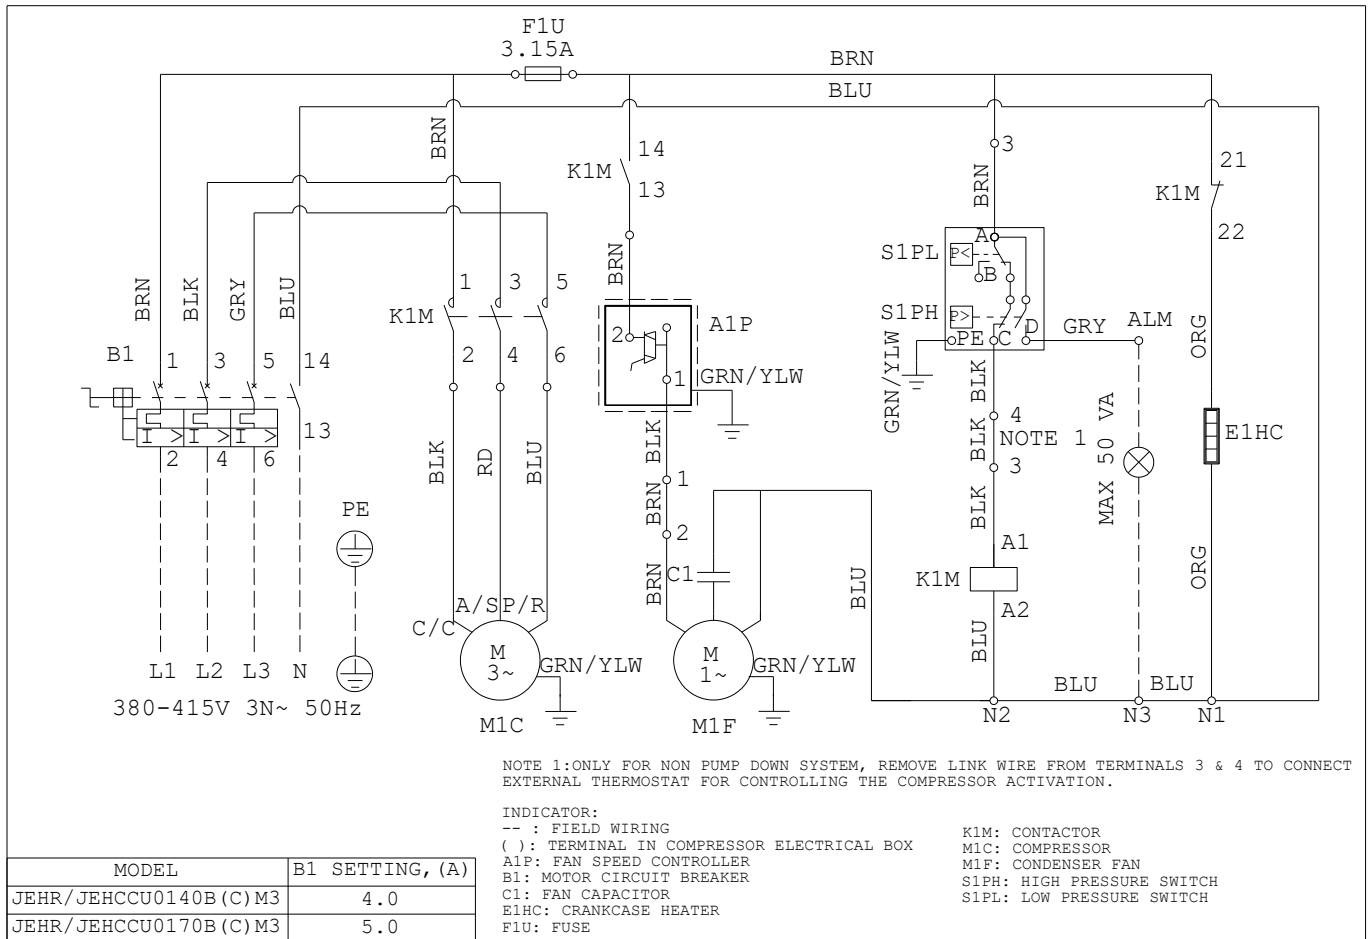 F1U
3.15A
BRN
BLU
BRN
14
K1M
13
3
BRN
21
K1M
22
BRN
BLK
GRY
BLU
1
3
5
K1M
2
4
6
BRN
A1P
2
1
GRN/YLW
S1PL
P<
A
B
S1PH
P>
PE
C
D
GRY
ALM
GRN/YLW
ORG
B1
1
3
5
14
I >
I >
I >
13
2
4
6
BLK
RD
BLU
BLK
1
BRN
2
BRN
C1
BLU
BLK
4
BLK
NOTE 1
3
BLK
MAX 50 VA
E1HC
A1
K1M
A2
BLU
ORG
PE
L1
L2
L3
N
380-415V 3N~ 50Hz
C/C
A/S
P/R
M
3~
GRN/YLW
M1C
M
1~
GRN/YLW
M1F
BLU
BLU
N2
N3
N1
NOTE 1:ONLY FOR NON PUMP DOWN SYSTEM, REMOVE LINK WIRE FROM TERMINALS 3 & 4 TO CONNECT
EXTERNAL THERMOSTAT FOR CONTROLLING THE COMPRESSOR ACTIVATION.
INDICATOR:
-- : FIELD WIRING
( ): TERMINAL IN COMPRESSOR ELECTRICAL BOX
A1P: FAN SPEED CONTROLLER
B1: MOTOR CIRCUIT BREAKER
C1: FAN CAPACITOR
E1HC: CRANKCASE HEATER
F1U: FUSE
K1M: CONTACTOR
M1C: COMPRESSOR
M1F: CONDENSER FAN
S1PH: HIGH PRESSURE SWITCH
S1PL: LOW PRESSURE SWITCH
MODEL
B1 SETTING,(A)
JEHR/JEHCCU0140B(C)M3
4.0
JEHR/JEHCCU0170B(C)M3
5.0